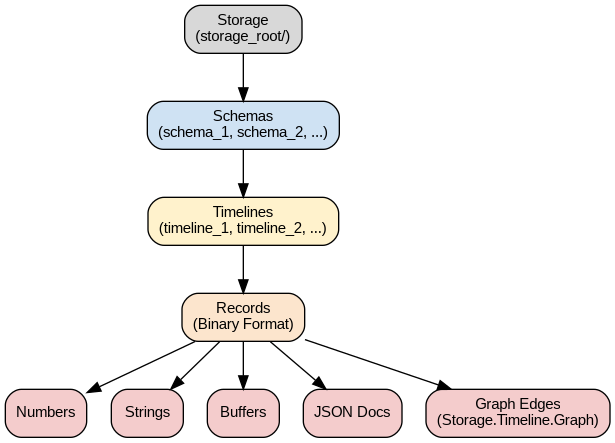 Storage
(storage_root/)
Schemas
(schema_1, schema_2, ...)
Timelines
(timeline_1, timeline_2, ...)
Records
(Binary Format)
Numbers
Strings
Buffers
JSON Docs
Graph Edges
(Storage.Timeline.Graph)